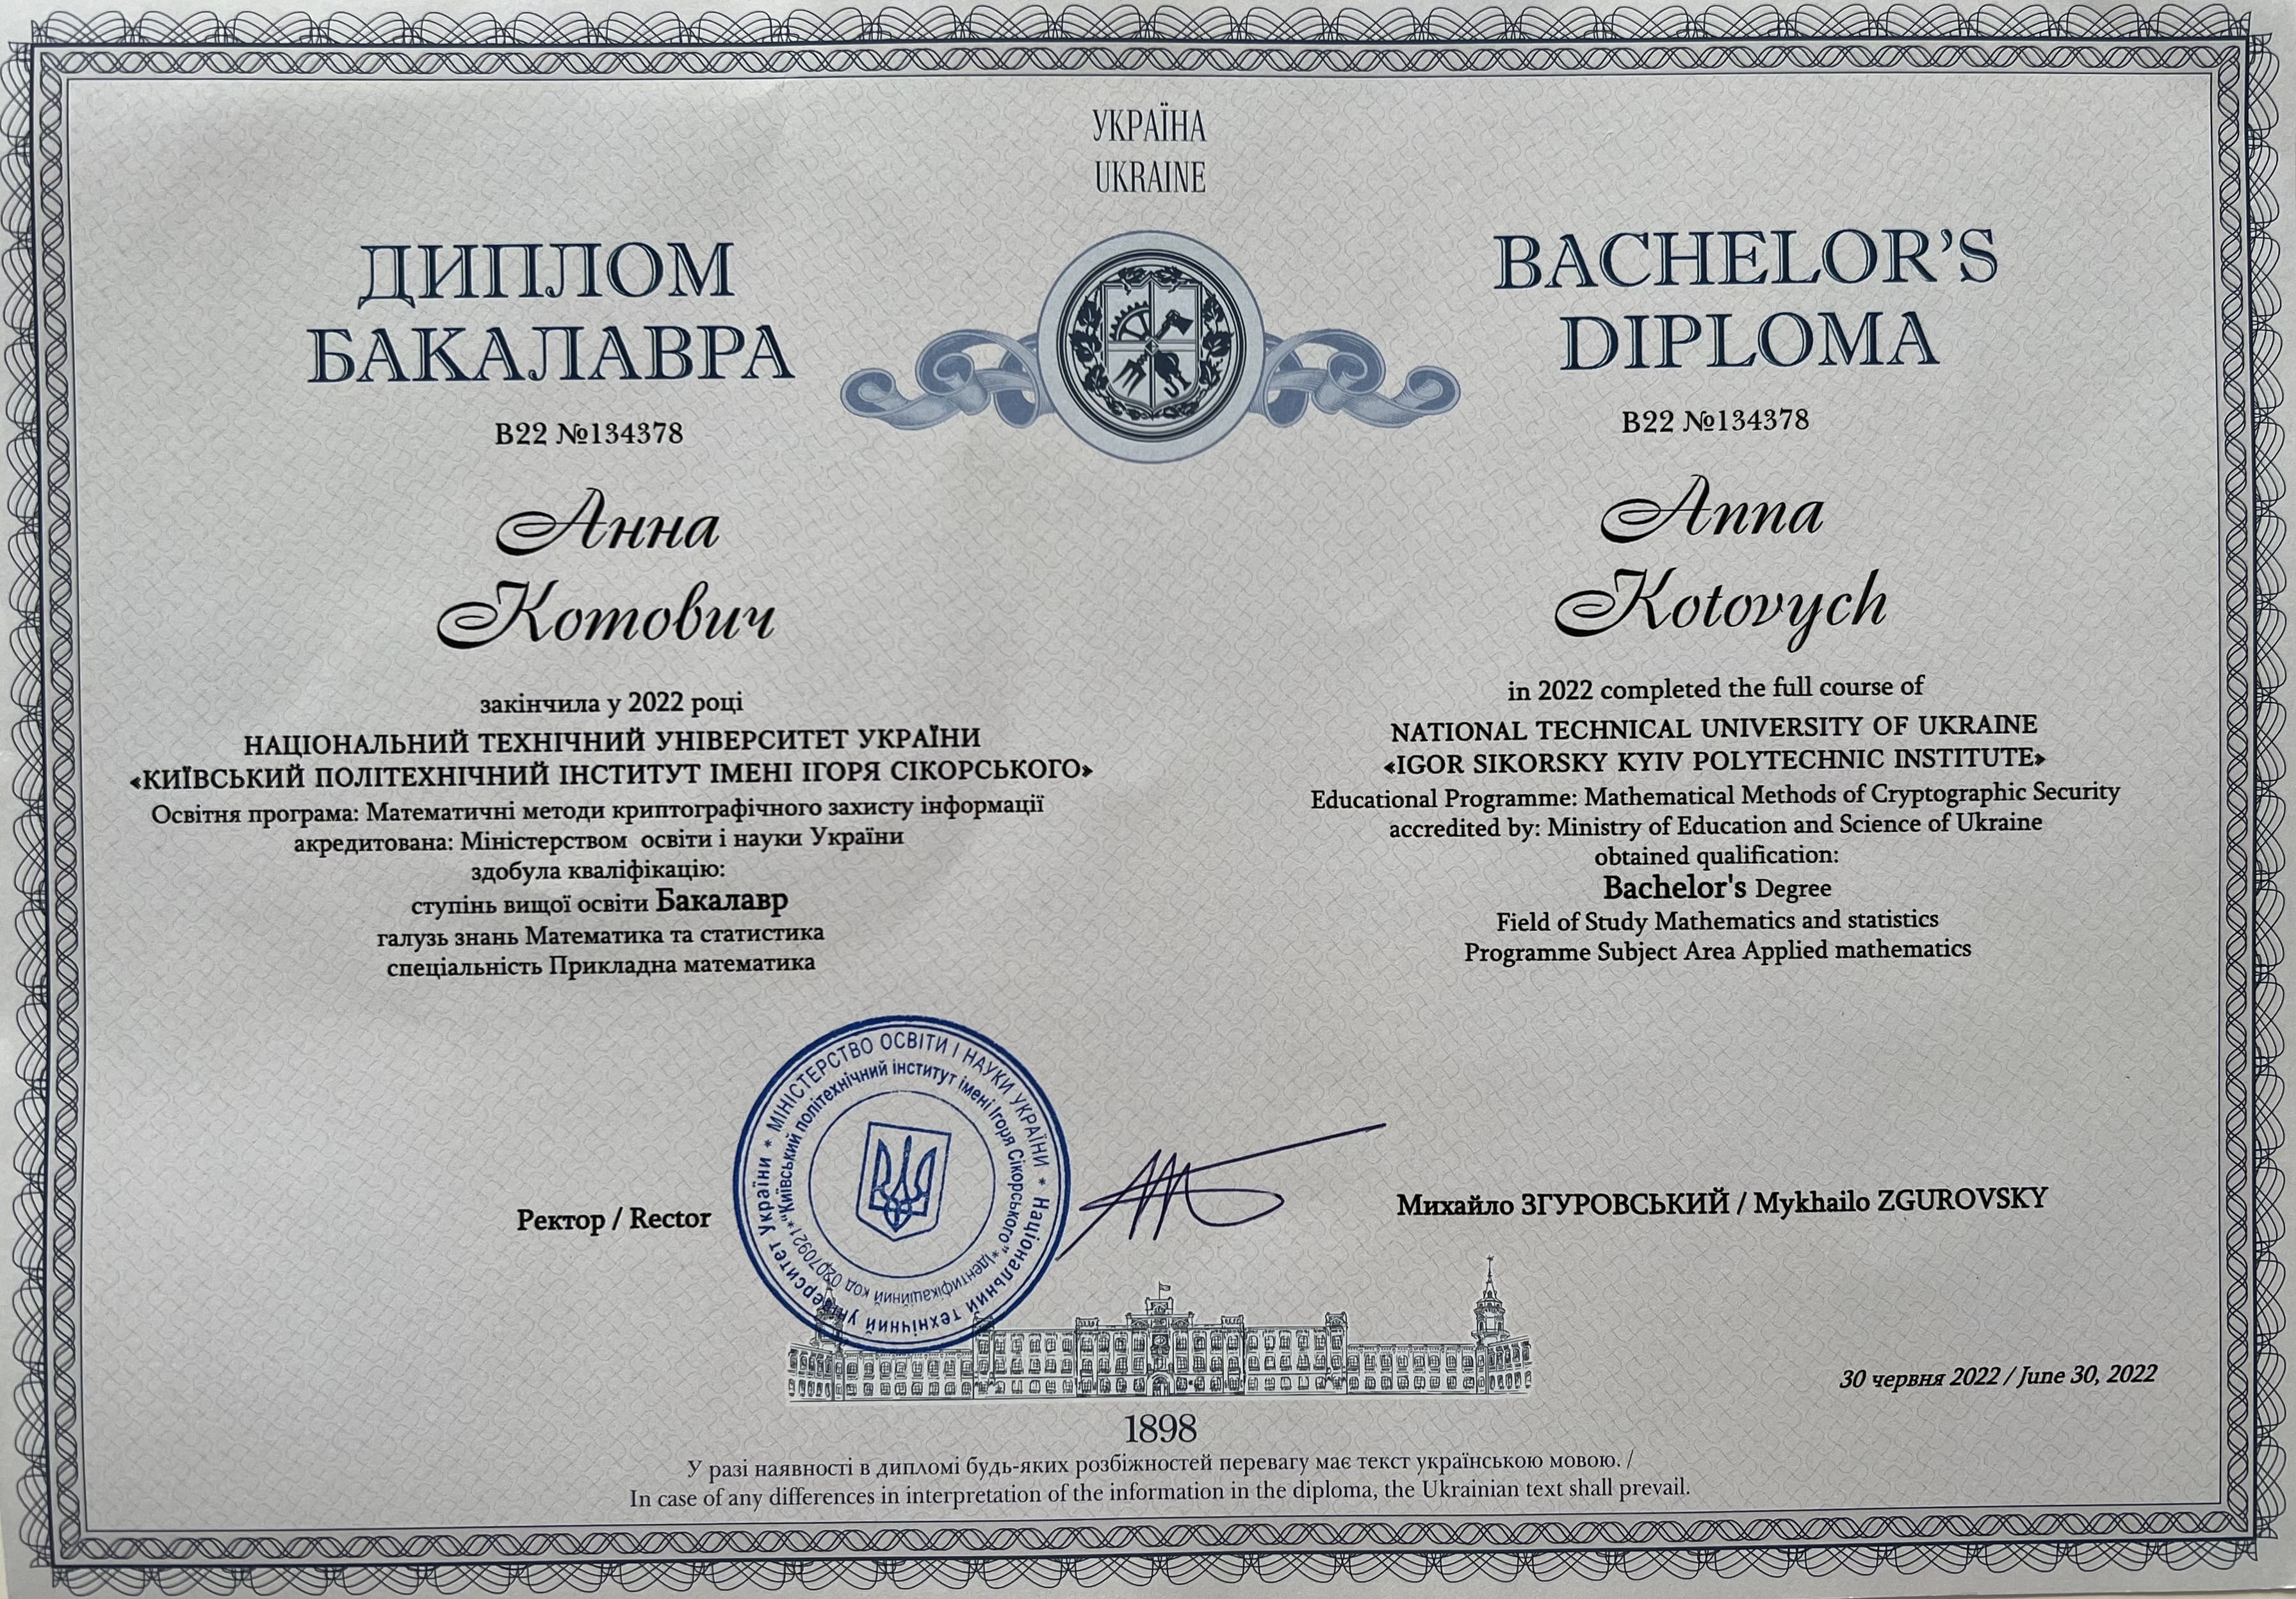 УКРАЇНА
UKRAINE
ДИПЛОМ
БАКАЛАВРА
В22 №134378
Анна
Котович
закінчила у 2022 році
НАЦІОНАЛЬНИЙ ТЕХНІЧНИЙ УНІВЕРСИТЕТ УКРАЇНИ
«КИЇВСЬКИЙ ПОЛІТЕХНІЧНИЙ ІНСТИТУТ ІМЕНІ ІГОРЯ СІКОРСЬКОГО»
Освітня програма: Математичні методи криптографічного захисту інформації
акредитована: Міністерством освіти і науки України
здобула кваліфікацію:
ступінь вищої освіти Бакалавр
галузь знань Математика та статистика
спеціальність Прикладна математика
BACHELOR’S
DIPLOMA
B22 №134378
Anna
Kotovych
in 2022 completed the full course of
NATIONAL TECHNICAL UNIVERSITY OF UKRAINE
«IGOR SIKORSKY KYIV POLYTECHNIC INSTITUTE»
Educational Programme: Mathematical Methods of Cryptographic Security
accredited by: Ministry of Education and Science of Ukraine
obtained qualification:
Bachelor's Degree
Field of Study Mathematics and statistics
Programme Subject Area Applied mathematics
Ректор / Rector
* МІНІСТЕРСТВО ОСВІТИ І НАУКИ УКРАЇНИ * Національний технічний університет України
"Київський політехнічний інститут імені Ігоря Сікорського" * Ідентифікаційний код 02070921 *
Михайло ЗГУРОВСЬКИЙ / Mykhailo ZGUROVSKY
30 червня 2022 / June 30, 2022
1898
У разі наявності в дипломі будь-яких розбіжностей перевагу має текст українською мовою. /
In case of any differences in interpretation of the information in the diploma, the Ukrainian text shall prevail.